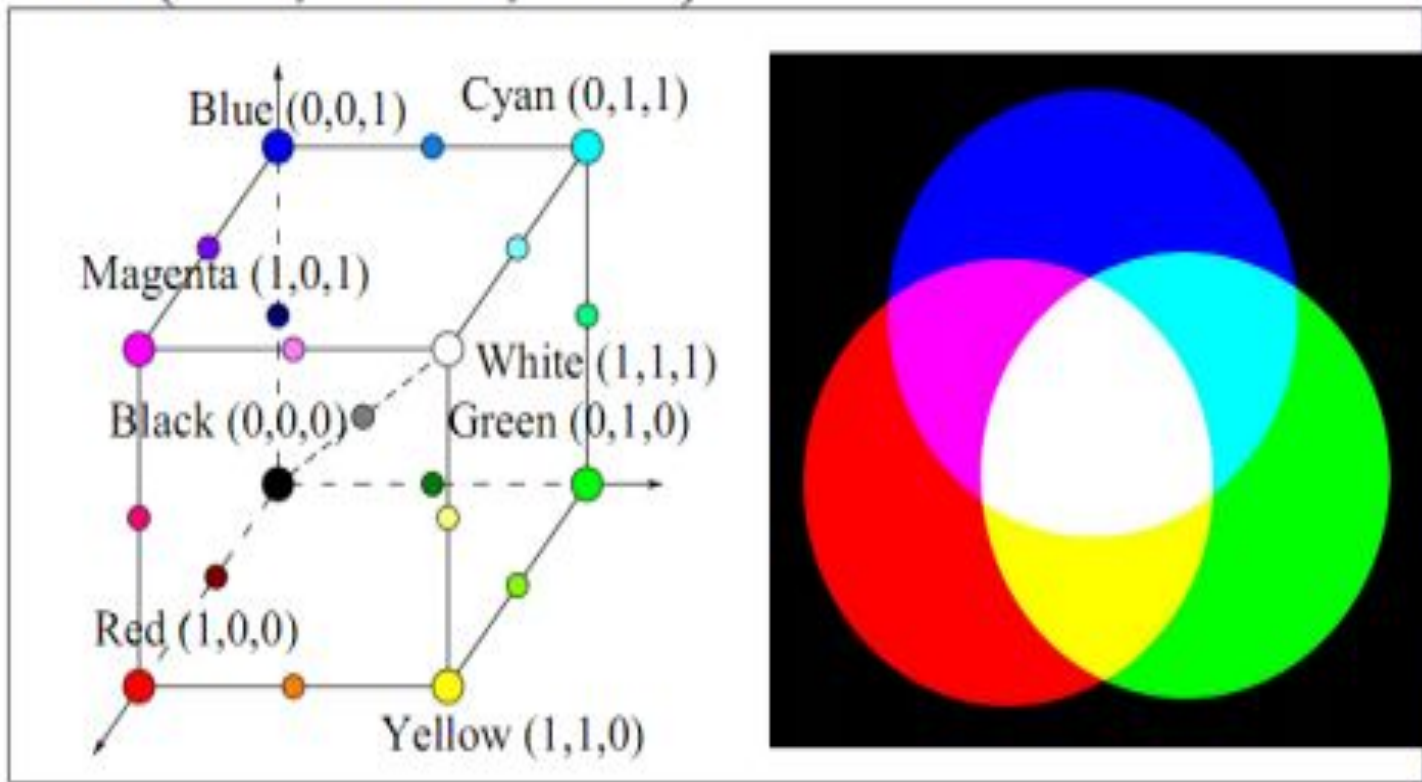 Blue (0,0,1)
Cyan (0,1,1)
Magenta (1,0,1)
White (1,1,1)
Black (0,0,0)
Green (0,1,0)
Red (1,0,0)
Yellow (1,1,0)